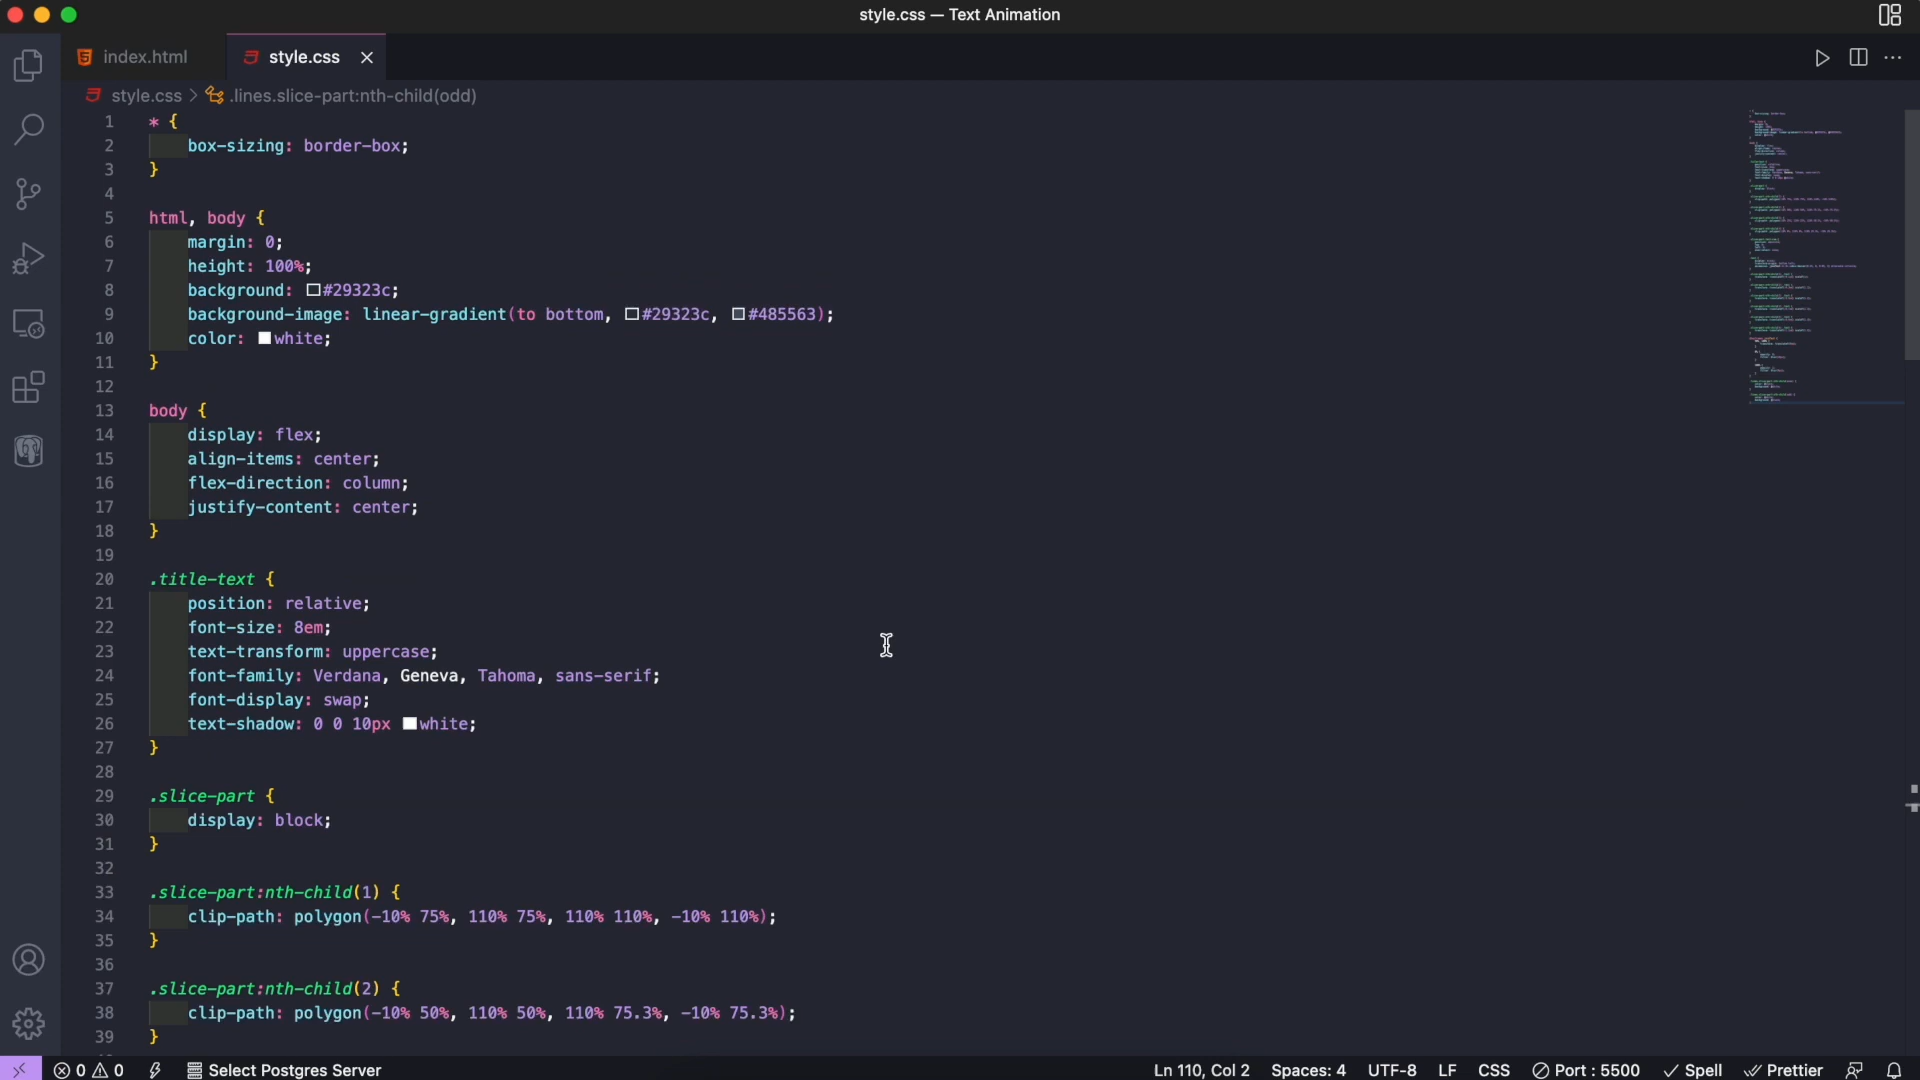 style.css — Text Animation
index.html
style.css
style.css > .lines.slice-part:nth-child(odd)
1 * {
2 box-sizing: border-box;
3 }
4
5 html, body {
6 margin: 0;
7 height: 100%;
8 background: #29323c;
9 background-image: linear-gradient(to bottom, #29323c, #485563);
10 color: white;
11 }
12
13 body {
14 display: flex;
15 align-items: center;
16 flex-direction: column;
17 justify-content: center;
18 }
19
20 .title-text {
21 position: relative;
22 font-size: 8em;
23 text-transform: uppercase;
24 font-family: Verdana, Geneva, Tahoma, sans-serif;
25 font-display: swap;
26 text-shadow: 0 0 10px white;
27 }
28
29 .slice-part {
30 display: block;
31 }
32
33 .slice-part:nth-child(1) {
34 clip-path: polygon(-10% 75%, 110% 75%, 110% 110%, -10% 110%);
35 }
36
37 .slice-part:nth-child(2) {
38 clip-path: polygon(-10% 50%, 110% 50%, 110% 75.3%, -10% 75.3%);
39 }
0 0 Select Postgres Server Ln 110, Col 2 Spaces: 4 UTF-8 LF CSS Port : 5500 Spell Prettier